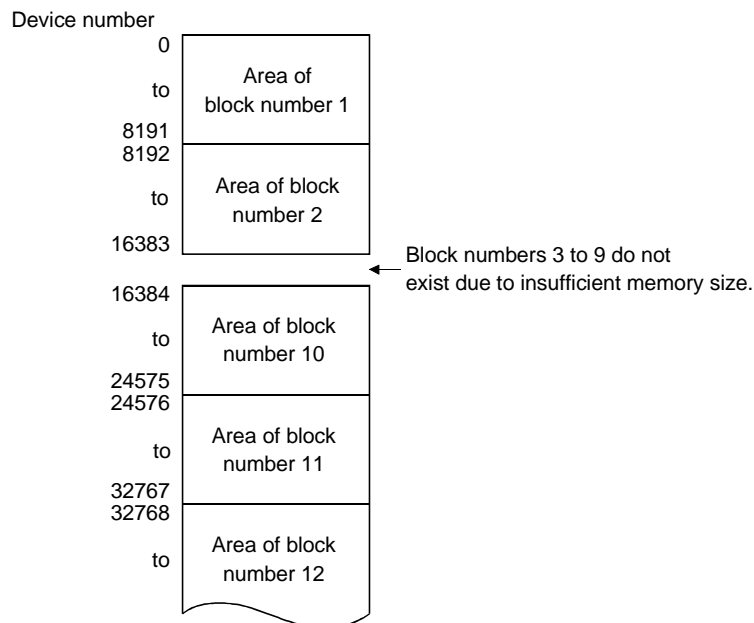 Device number
0
to
8191
Area of
block number 1
8192
to
16383
Area of block
number 2
Block numbers 3 to 9 do not
exist due to insufficient memory size.
16384
to
24575
Area of block
number 10
24576
to
32767
Area of block
number 11
32768
to
Area of block
number 12